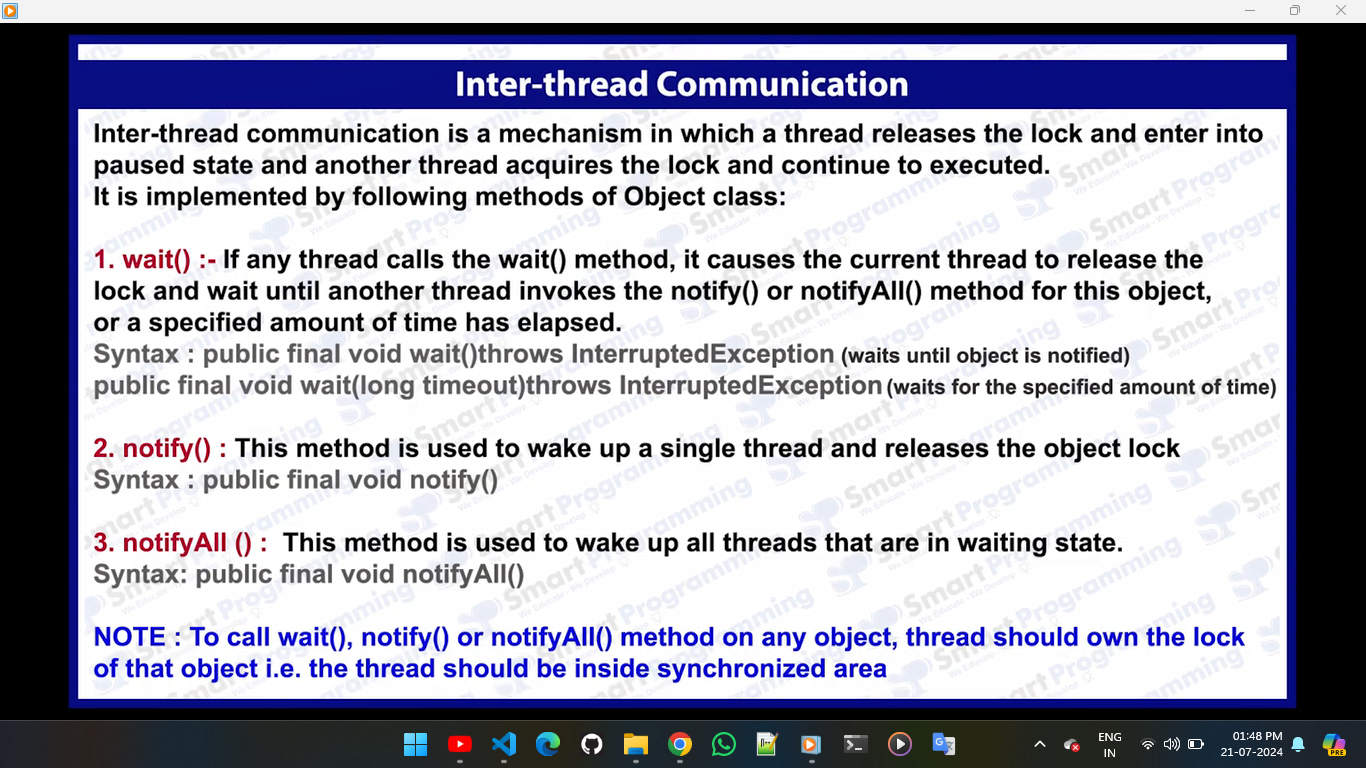 Inter-thread Communication
Inter-thread communication is a mechanism in which a thread releases the lock and enter into
paused state and another thread acquires the lock and continue to executed.
It is implemented by following methods of Object class:
1. wait() :- If any thread calls the wait() method, it causes the current thread to release the
lock and wait until another thread invokes the notify() or notifyAll() method for this object,
or a specified amount of time has elapsed.
Syntax : public final void wait()throws InterruptedException (waits until object is notified)
public final void wait(long timeout)throws InterruptedException (waits for the specified amount of time)
2. notify() : This method is used to wake up a single thread and releases the object lock
Syntax : public final void notify()
3. notifyAll () : This method is used to wake up all threads that are in waiting state.
Syntax: public final void notifyAll()
NOTE : To call wait(), notify() or notifyAll() method on any object, thread should own the lock
of that object i.e. the thread should be inside synchronized area
ENG
IN
01:48 PM
21-07-2024
PRE